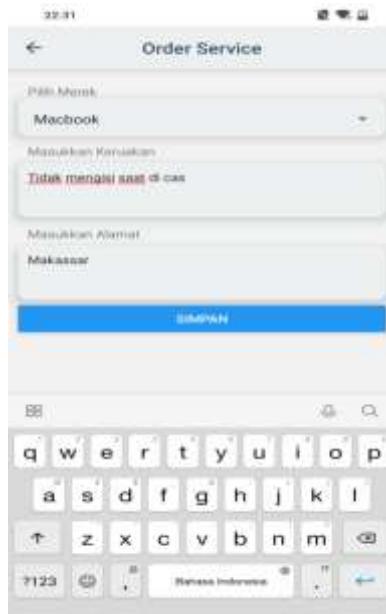 22:31
Order Service
Pilih Merek
Macbook
Masukkan Kerusakan
Tidak mengisi saat di cas
Masukkan Alamat
Makassar
SIMPAN
q w e r t y u i o p
a s d f g h j k l
z x c v b n m
?123 , Bahasa Indonesia .